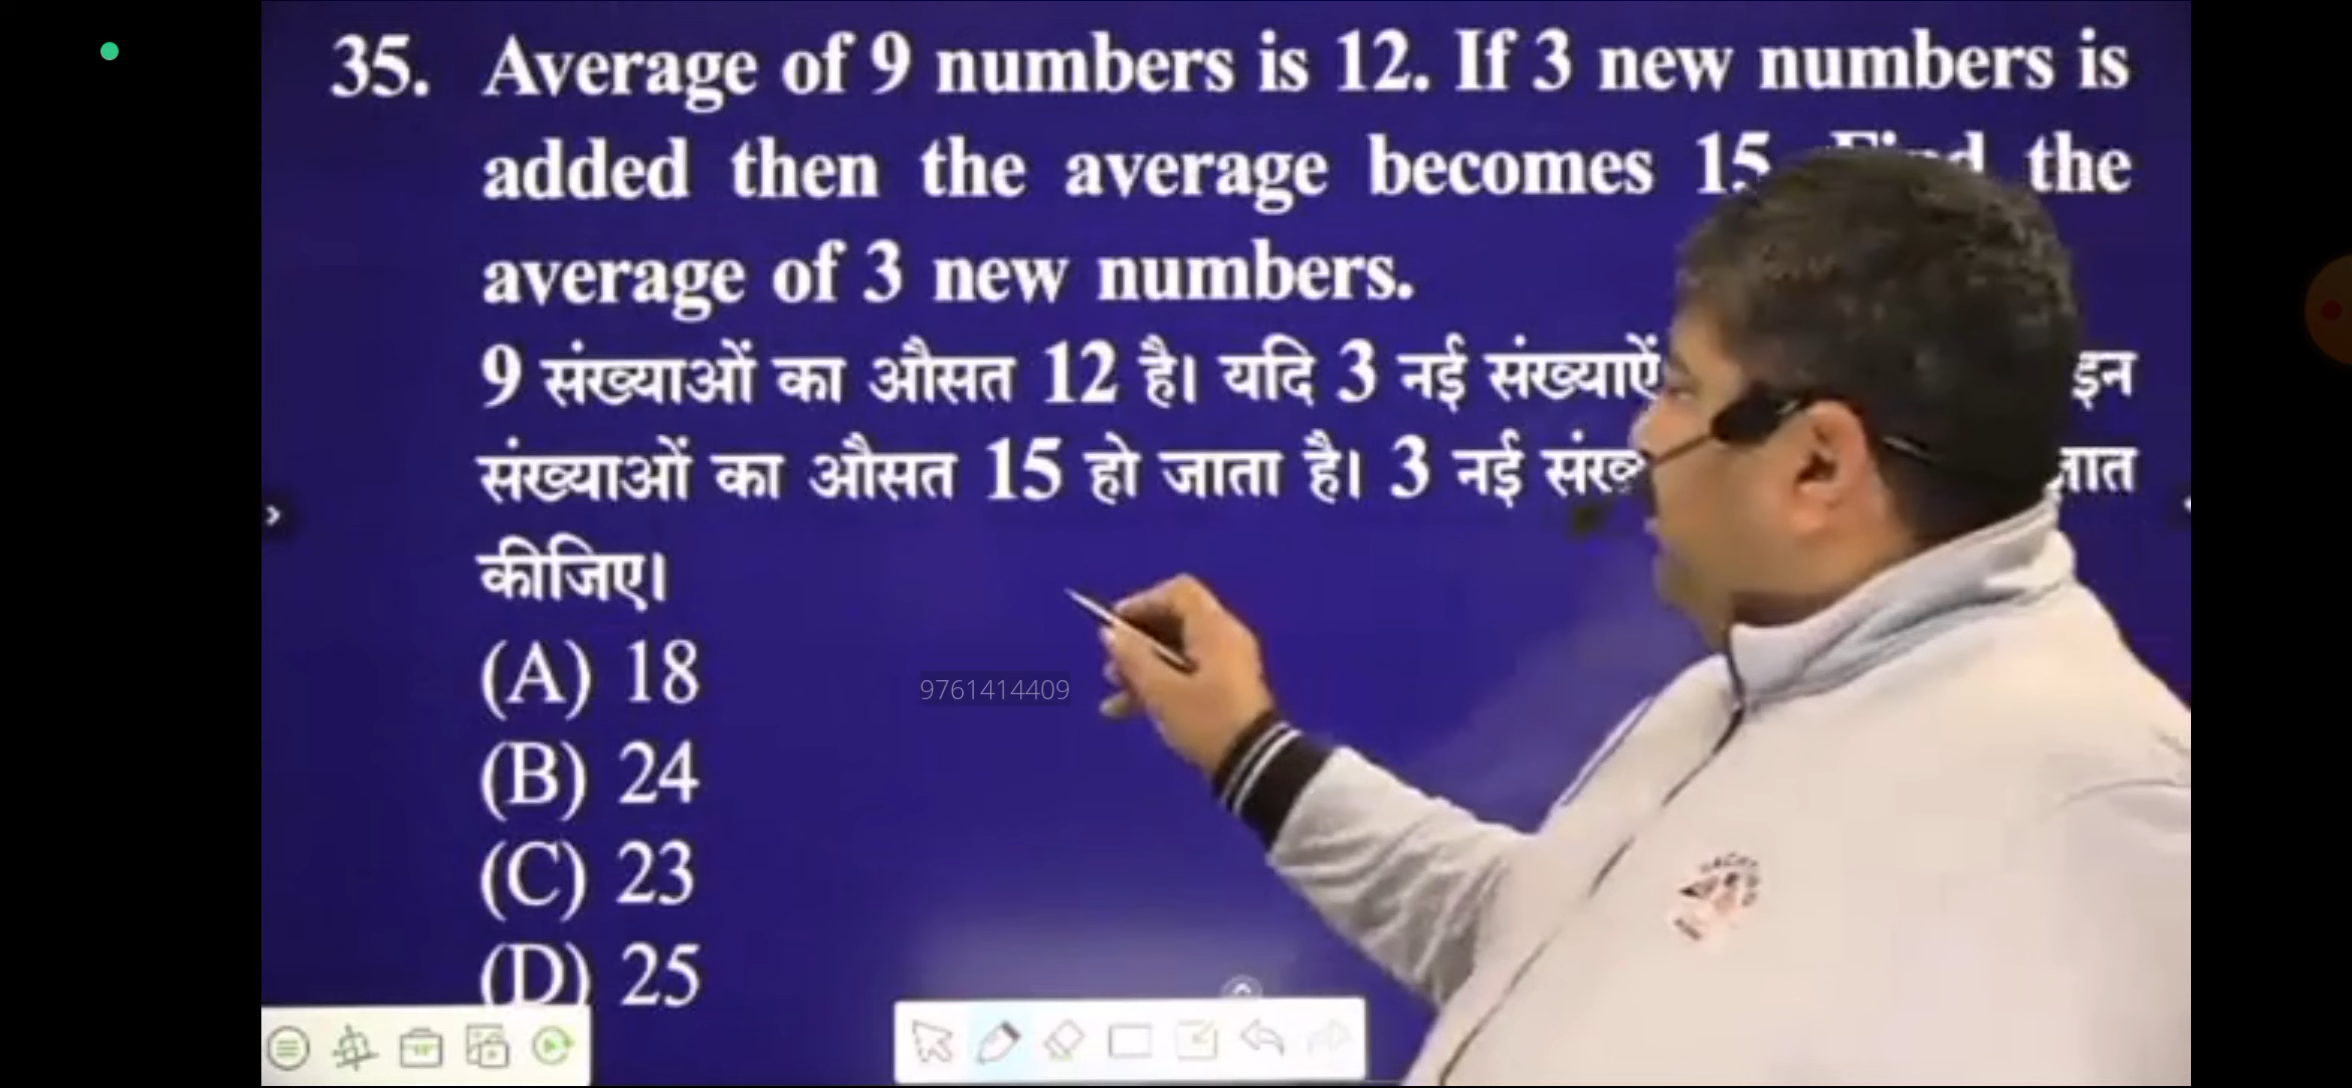 35. Average of 9 numbers is 12. If 3 new numbers is
added then the average becomes 15. Find the
average of 3 new numbers.
9 संख्याओं का औसत 12 है। यदि 3 नई संख्याऐं इन
संख्याओं का औसत 15 हो जाता है। 3 नई
कीजिए।
(A) 18
9761414409
(B) 24
(C) 23
(D) 25